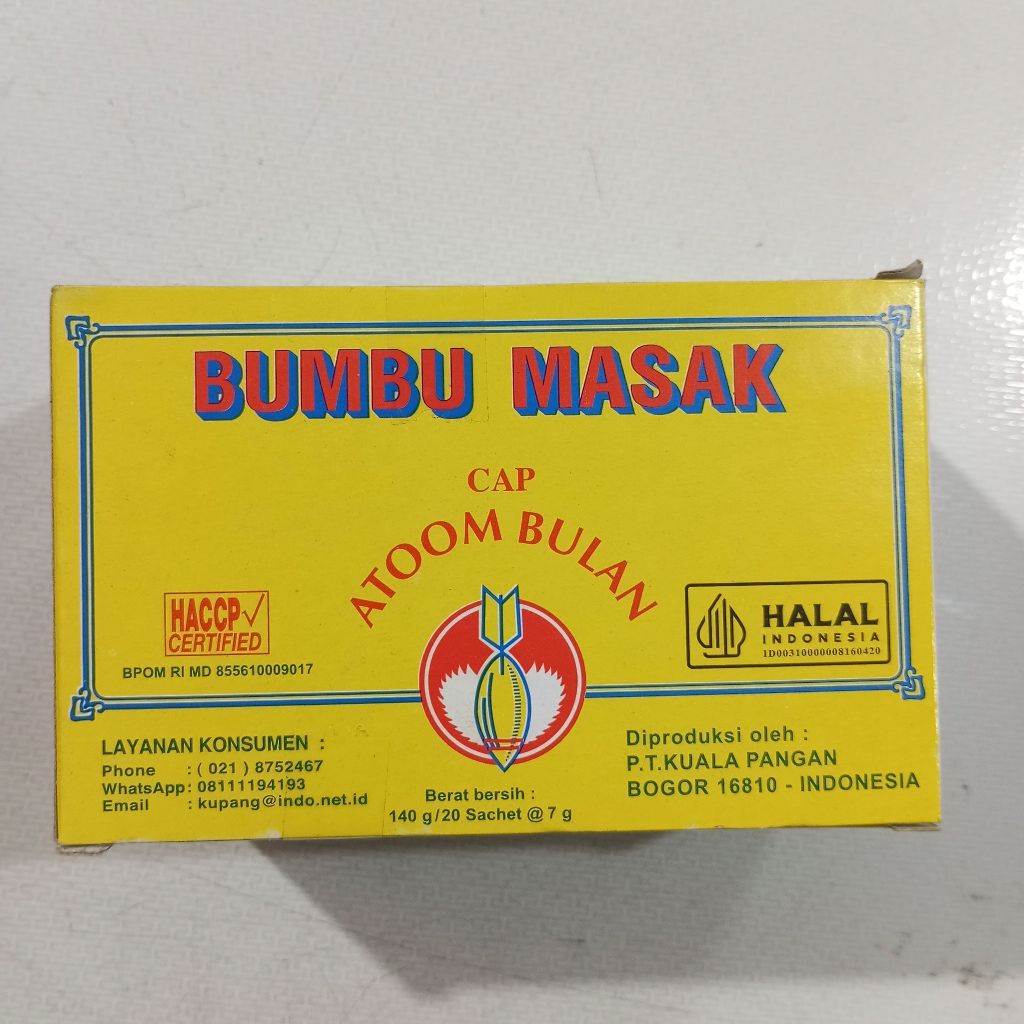 BUMBU MASAK
CAP
ATOOM BULAN
HACCP
CERTIFIED
BPOM RI MD 855610009017
HALAL
INDONESIA
ID00310000008160420
LAYANAN KONSUMEN :
Phone : ( 021 ) 8752467
WhatsApp : 08111194193
Email : kupang@indo.net.id
Berat bersih :
140 g/20 Sachet @ 7 g
Diproduksi oleh :
P.T.KUALA PANGAN
BOGOR 16810 - INDONESIA